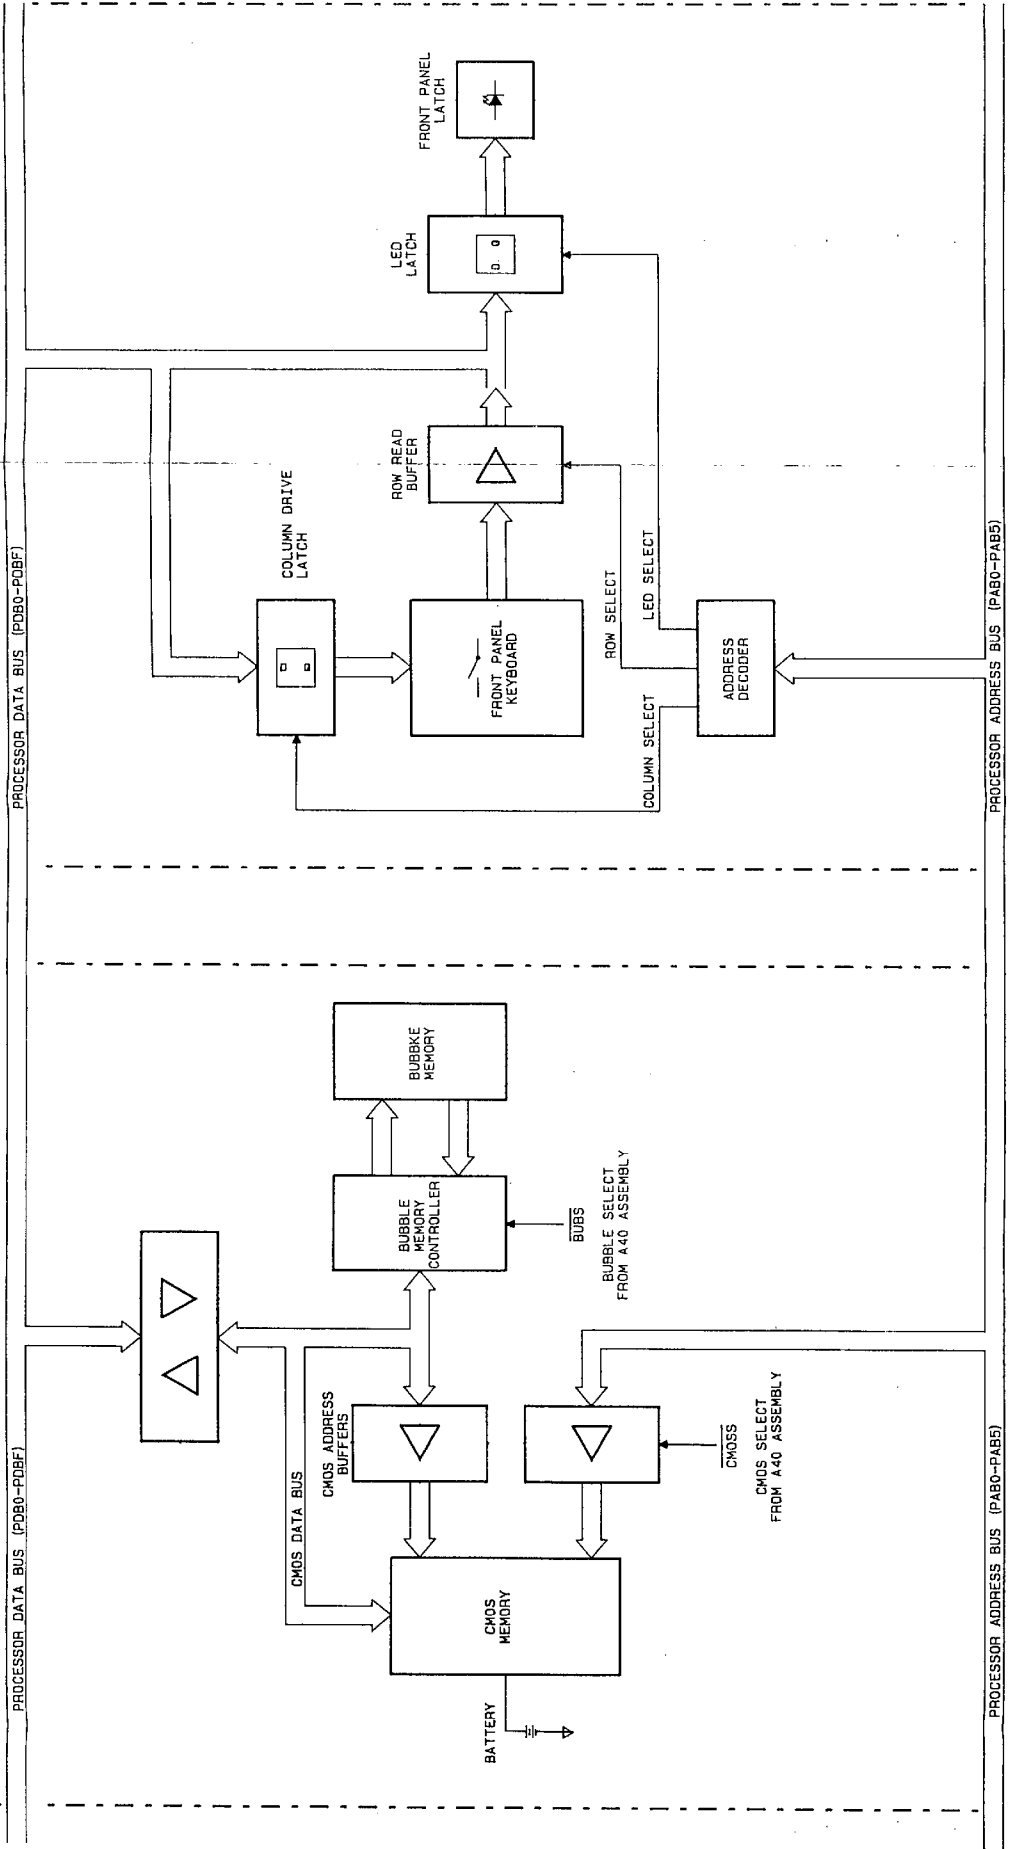 PROCESSOR DATA BUS (PDB0-PDBF)
PROCESSOR DATA BUS (PDB0-PDBF)
CMOS DATA BUS
CMOS ADDRESS
BUFFERS
BATTERY
CMOS
MEMORY
CMOSS
CMOS SELECT
FROM A40 ASSEMBLY
BUBBLE
MEMORY
CONTROLLER
BUBBKE
MEMORY
BUBS
BUBBLE SELECT
FROM A40 ASSEMBLY
COLUMN DRIVE
LATCH
FRONT PANEL
KEYBOARD
ROW READ
BUFFER
LED
LATCH
D Q
FRONT PANEL
LATCH
COLUMN SELECT
ROW SELECT
LED SELECT
ADDRESS
DECODER
PROCESSOR ADDRESS BUS (PAB0-PAB5)
PROCESSOR ADDRESS BUS (PAB0-PAB5)